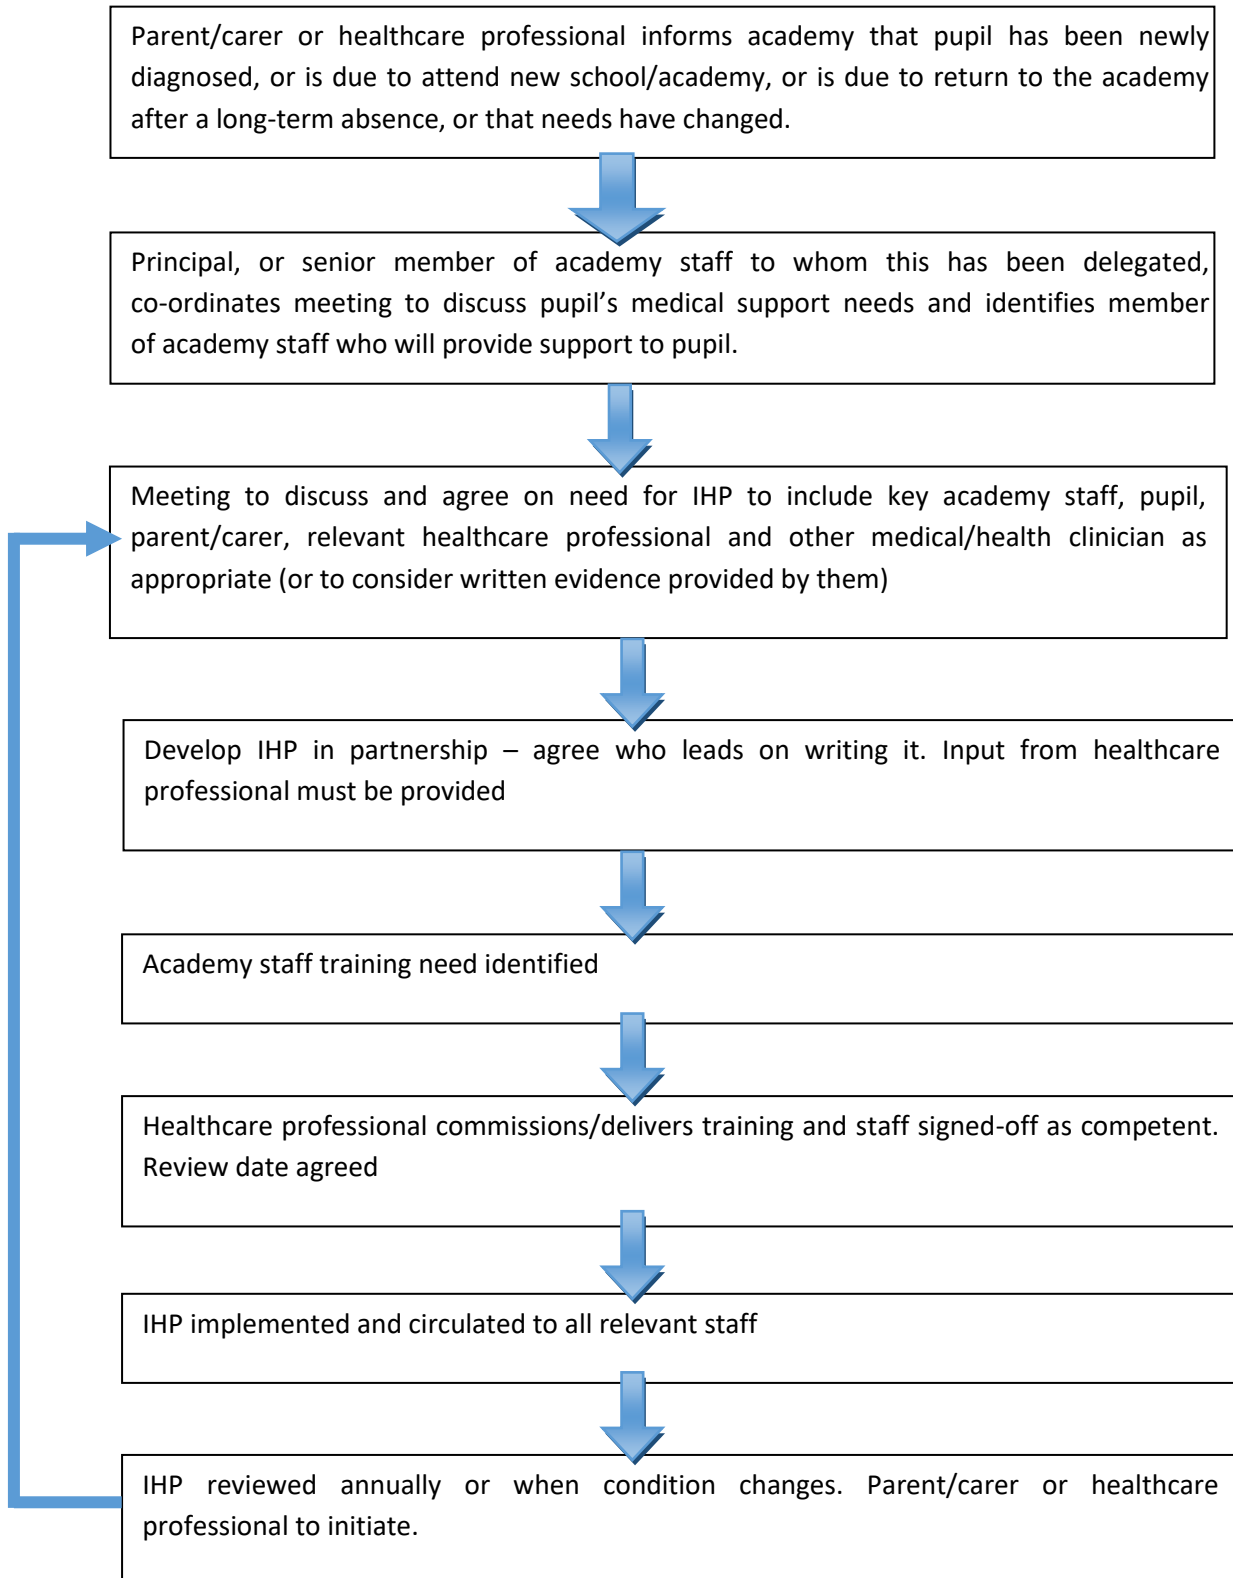 Parent/carer or healthcare professional informs academy that pupil has been newly
diagnosed, or is due to attend new school/academy, or is due to return to the academy
after a long-term absence, or that needs have changed.
Principal, or senior member of academy staff to whom this has been delegated,
co-ordinates meeting to discuss pupil’s medical support needs and identifies member
of academy staff who will provide support to pupil.
Meeting to discuss and agree on need for IHP to include key academy staff, pupil,
parent/carer, relevant healthcare professional and other medical/health clinician as
appropriate (or to consider written evidence provided by them)
Develop IHP in partnership – agree who leads on writing it. Input from healthcare
professional must be provided
Academy staff training need identified
Healthcare professional commissions/delivers training and staff signed-off as competent.
Review date agreed
IHP implemented and circulated to all relevant staff
IHP reviewed annually or when condition changes. Parent/carer or healthcare
professional to initiate.